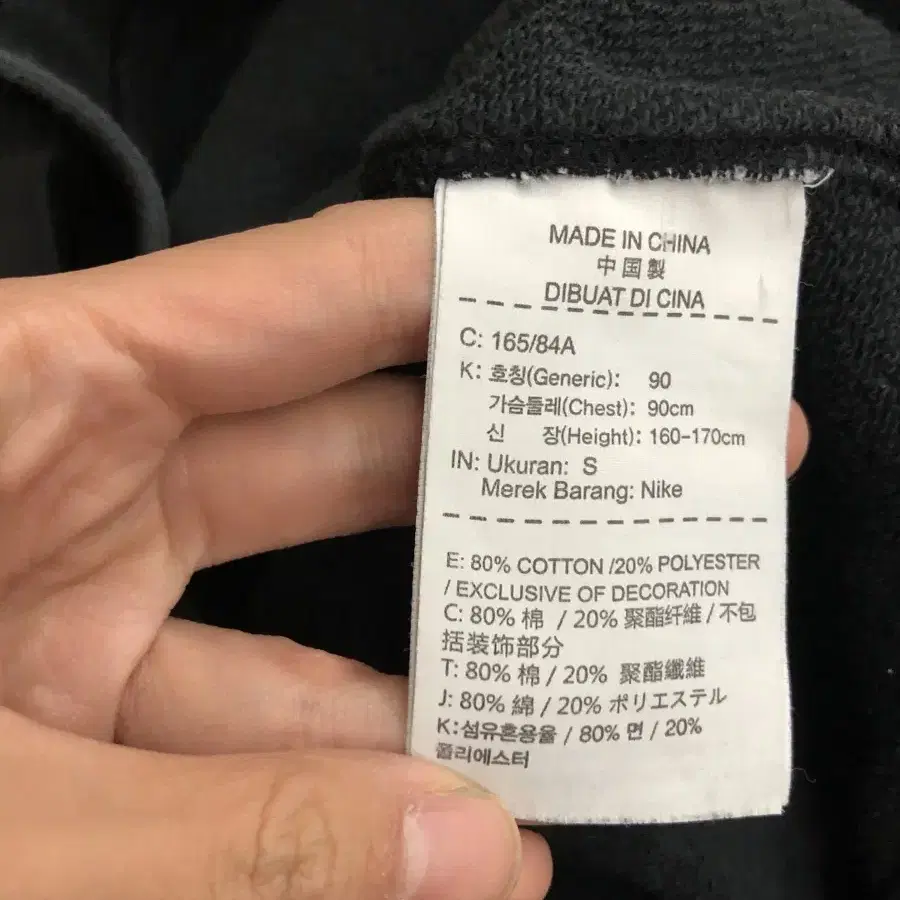 MADE IN CHINA
中国製
DIBUAT DI CINA
C: 165/84A
K: 호칭(Generic): 90
가슴둘레(Chest): 90cm
신 장(Height): 160-170cm
IN: Ukuran: S
Merek Barang: Nike
E: 80% COTTON /20% POLYESTER
/ EXCLUSIVE OF DECORATION
C: 80% 棉 / 20% 聚酯纤维 / 不包
括装饰部分
T: 80% 棉 / 20% 聚酯纖維
J: 80% 綿 / 20% ポリエステル
K:섬유혼용율 / 80% 면 / 20%
폴리에스터